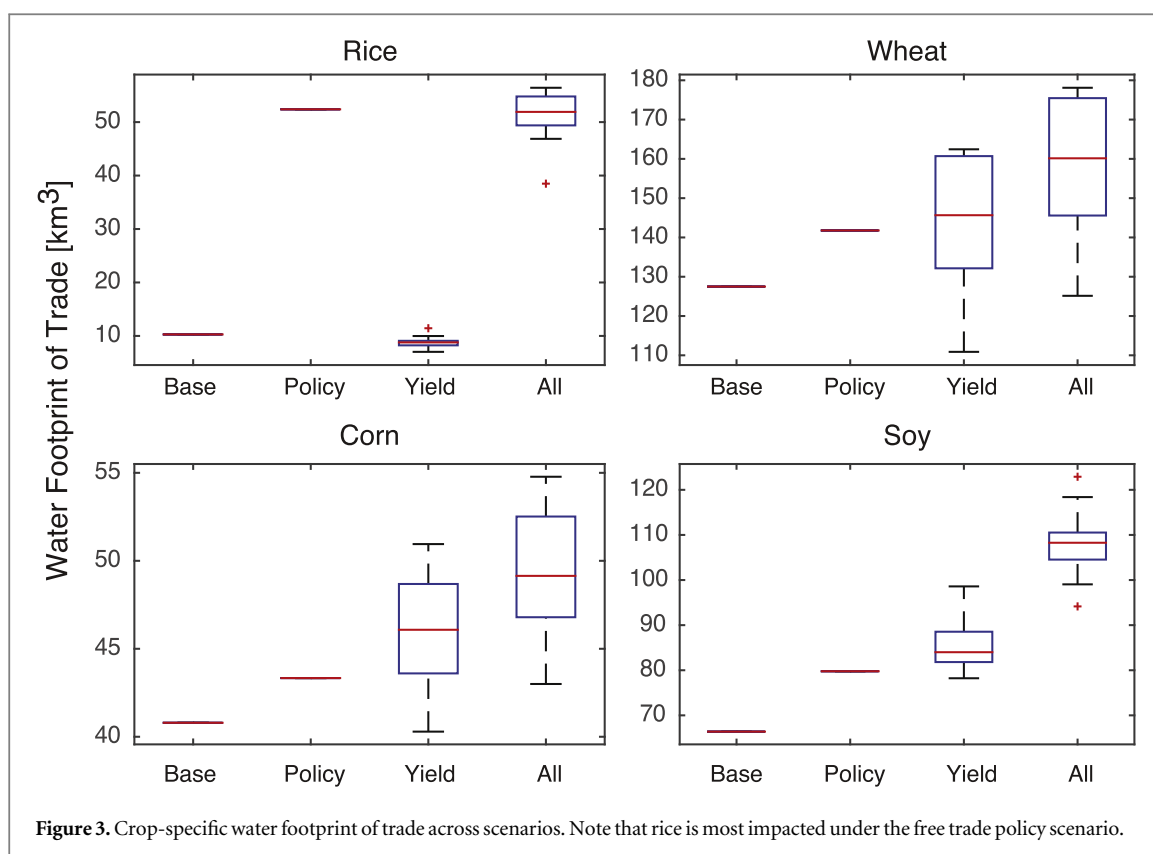 Rice
Wheat
Water Footprint of Trade [km3]
50
40
30
20
10
Base Policy Yield All
180
170
160
150
140
130
120
110
Base Policy Yield All
Corn
Soy
55
50
45
40
Base Policy Yield All
120
110
100
90
80
70
Base Policy Yield All
Figure 3. Crop-specific water footprint of trade across scenarios. Note that rice is most impacted under the free trade policy scenario.